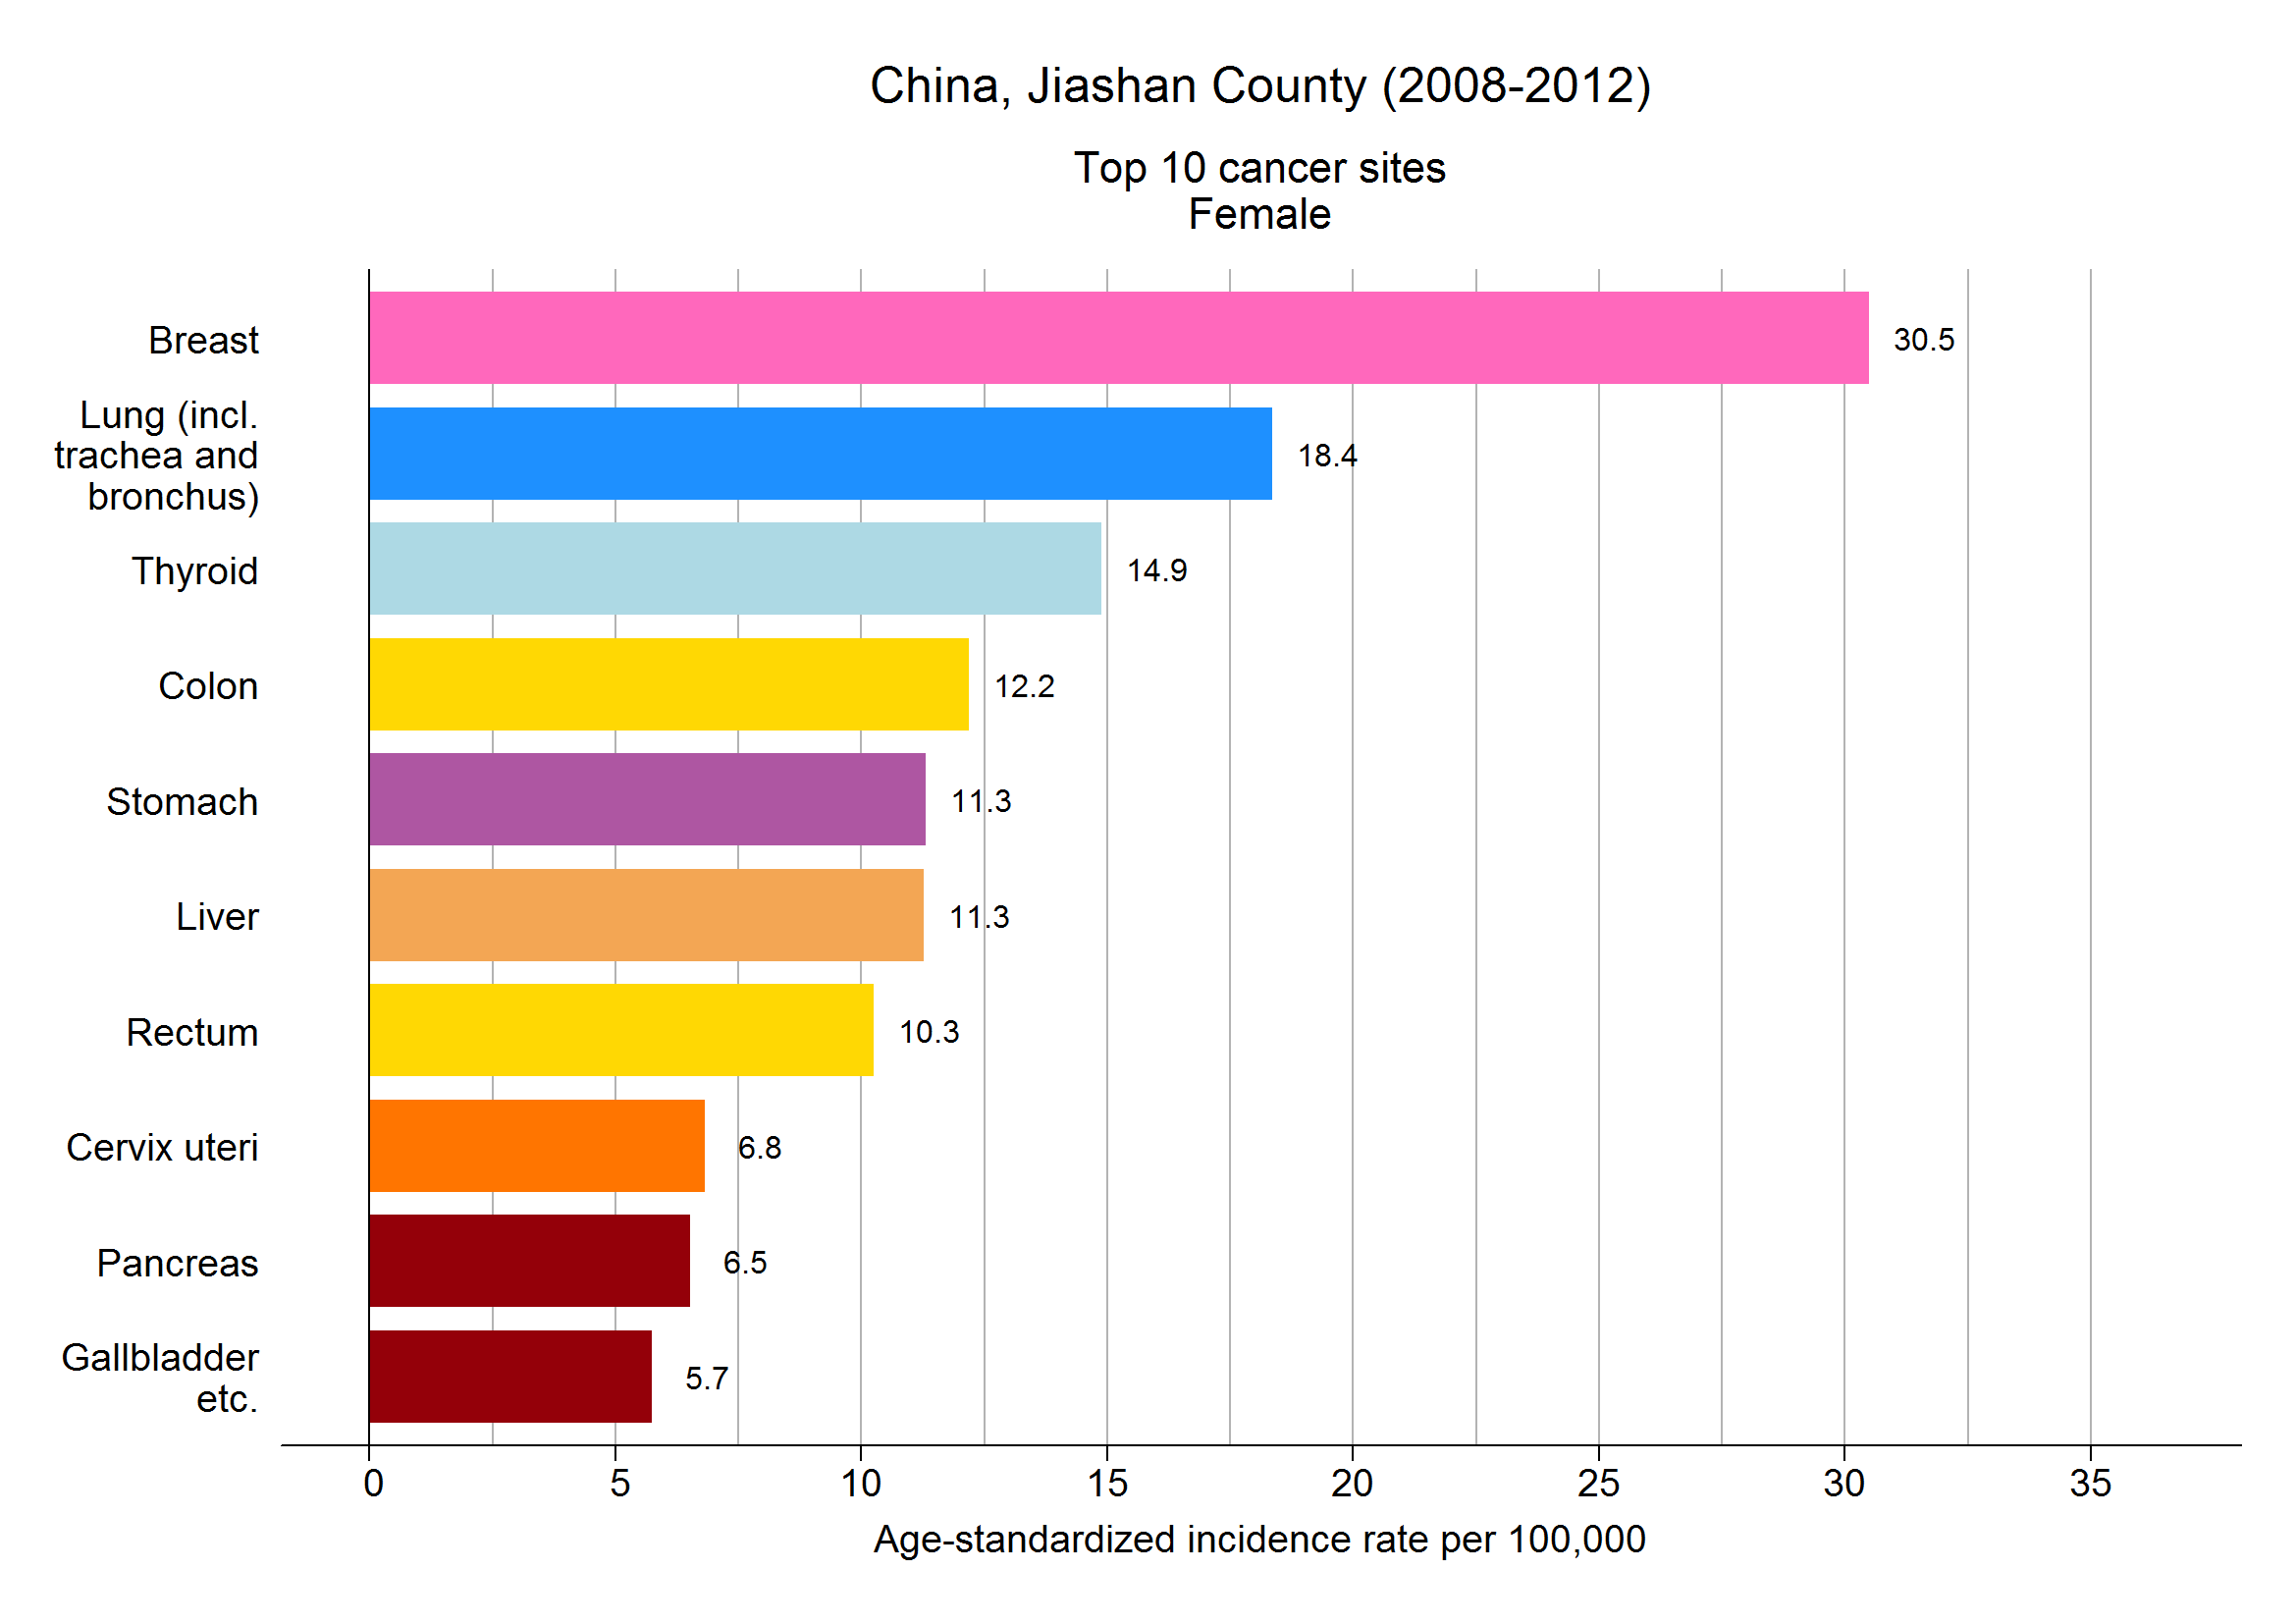 China, Jiashan County (2008-2012)
Top 10 cancer sites
Female
Breast
30.5
Lung (incl.
trachea and
bronchus)
18.4
Thyroid
14.9
Colon
12.2
Stomach
11.3
Liver
11.3
Rectum
10.3
Cervix uteri
6.8
Pancreas
6.5
Gallbladder
etc.
5.7
0 5 10 15 20 25 30 35
Age-standardized incidence rate per 100,000